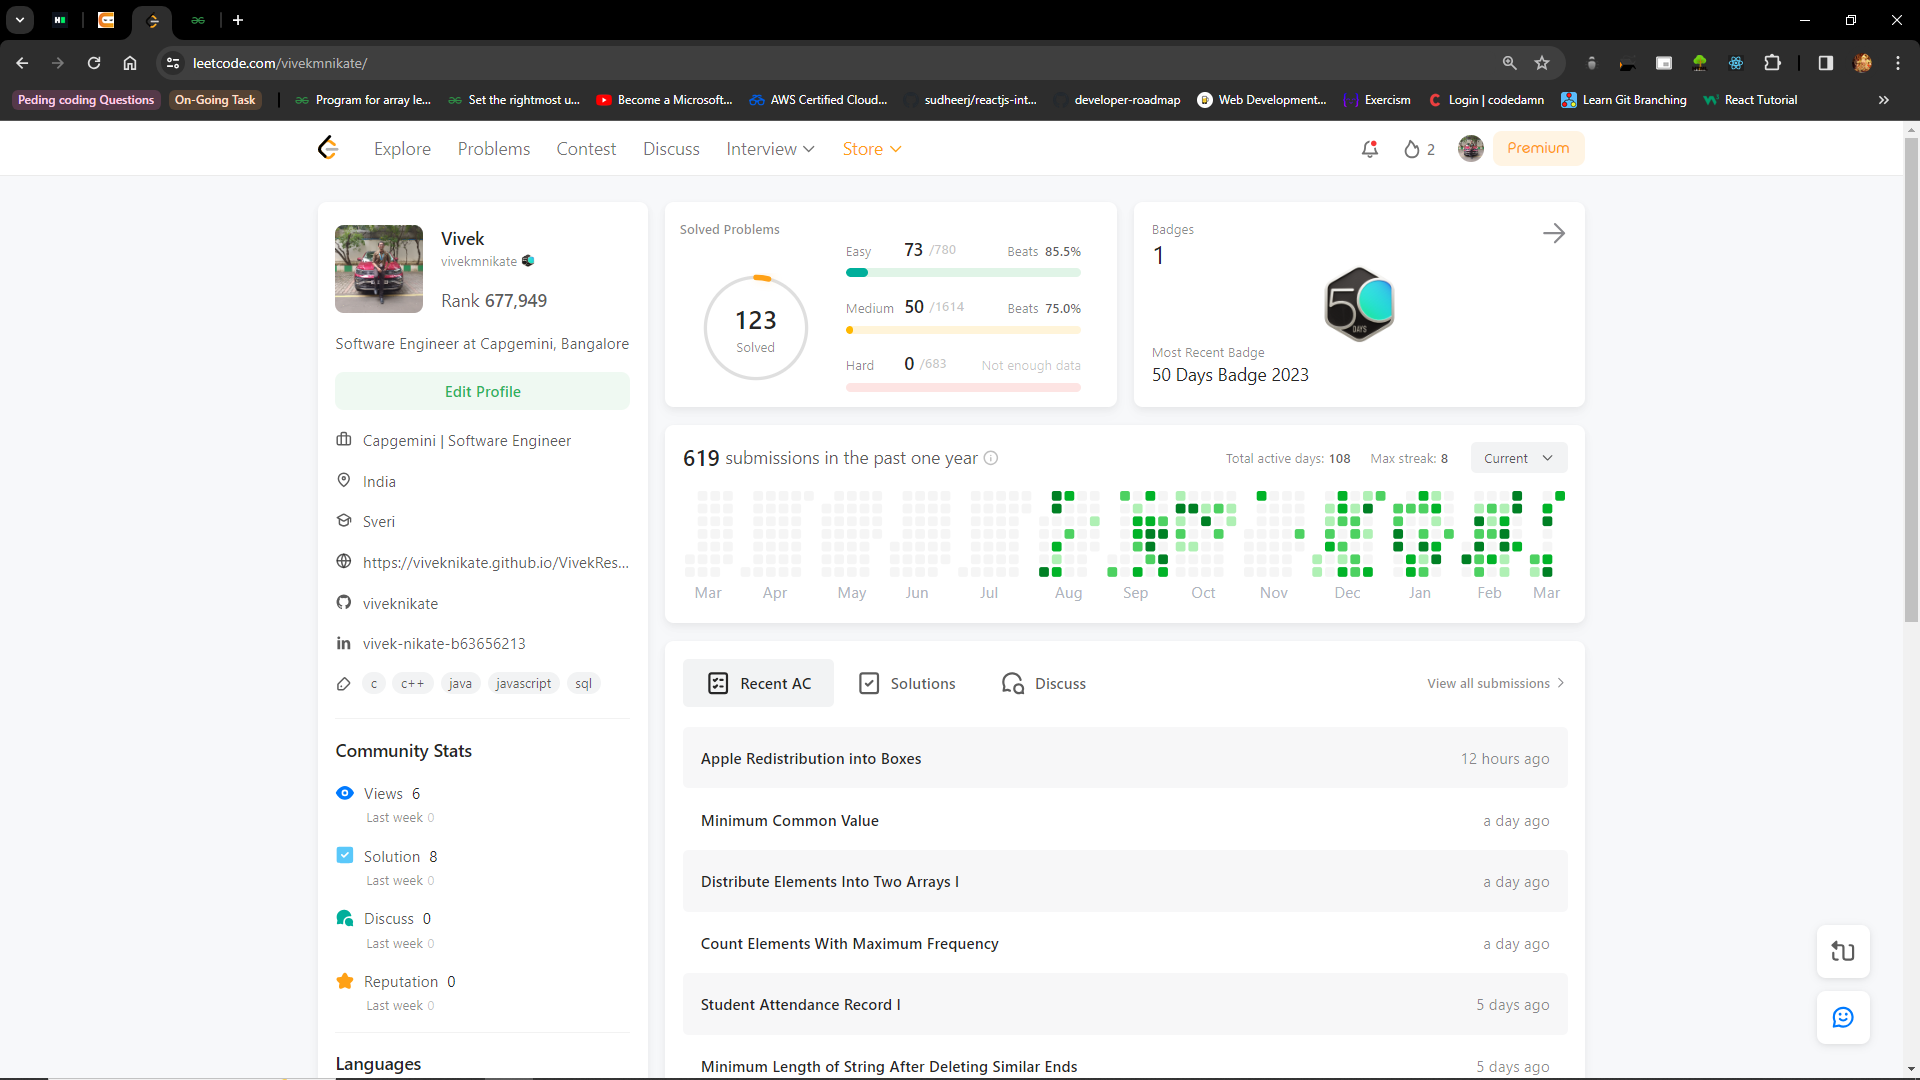 leetcode.com/vivekmnikate/
Peding coding Questions
On-Going Task
Program for array le...
Set the rightmost u...
Become a Microsoft...
AWS Certified Cloud...
sudheerj/reactjs-int...
developer-roadmap
Web Development...
Exercism
Login | codedamn
Learn Git Branching
React Tutorial
Explore
Problems
Contest
Discuss
Interview
Store
2
Premium
Vivek
vivekmnikate
Rank 677,949
Software Engineer at Capgemini, Bangalore
Edit Profile
Capgemini | Software Engineer
India
Sveri
https://viveknikate.github.io/VivekRes...
viveknikate
vivek-nikate-b63656213
c c++ java javascript sql
Community Stats
Views 6
Last week 0
Solution 8
Last week 0
Discuss 0
Last week 0
Reputation 0
Last week 0
Languages
Solved Problems
123
Solved
Easy 73 /780 Beats 85.5%
Medium 50 /1614 Beats 75.0%
Hard 0 /683 Not enough data
Badges
1
50
DAYS
Most Recent Badge
50 Days Badge 2023
619 submissions in the past one year
Total active days: 108 Max streak: 8
Current
Mar Apr May Jun Jul Aug Sep Oct Nov Dec Jan Feb Mar
Recent AC
Solutions
Discuss
View all submissions
Apple Redistribution into Boxes 12 hours ago
Minimum Common Value a day ago
Distribute Elements Into Two Arrays I a day ago
Count Elements With Maximum Frequency a day ago
Student Attendance Record I 5 days ago
Minimum Length of String After Deleting Similar Ends 5 days ago